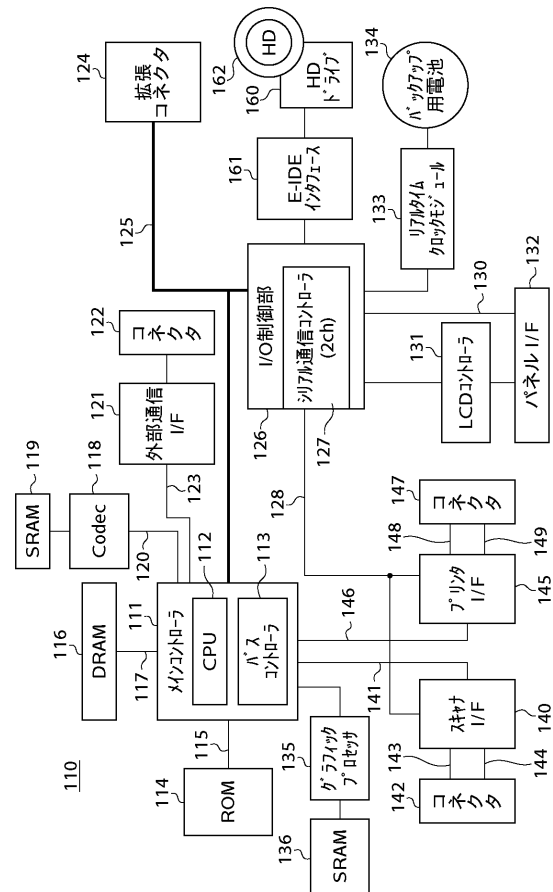 110
ROM
114
115
DRAM
116
117
メインコントローラ
111
CPU
112
バス
コントローラ
113
SRAM
119
Codec
118
120
外部通信
I/F
121
コネクタ
122
123
拡張
コネクタ
124
125
HD
162
HD
ドライブ
160
E-IDE
インタフェース
161
I/O制御部
126
シリアル通信コントローラ
(2ch)
127
128
バックアップ
用電池
134
リアルタイム
クロックモジュール
133
130
LCDコントローラ
131
パネル I/F
132
グラフィック
プロセッサ
135
SRAM
136
スキャナ
I/F
140
141
コネクタ
142
143
144
プリンタ
I/F
145
146
コネクタ
147
148
149